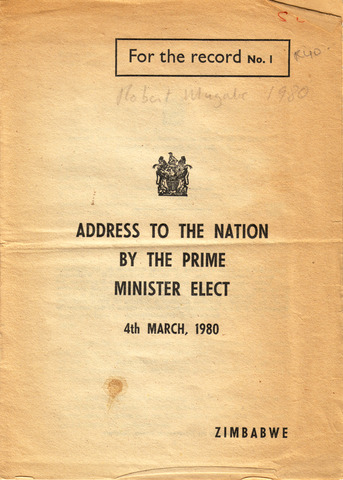 For the record No. 1
Robert Mugabe 1980
ADDRESS TO THE NATION
BY THE PRIME
MINISTER ELECT
4th MARCH, 1980
ZIMBABWE